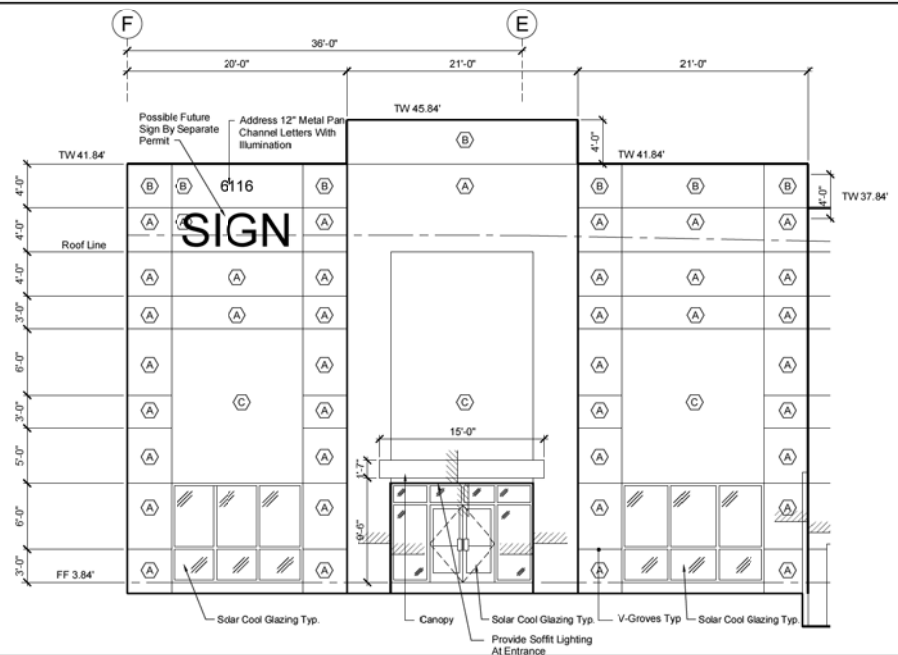 F
E
36'-0"
20'-0"
21'-0"
21'-0"
TW 45.84'
Possible Future
Sign By Separate
Permit
Address 12" Metal Pan
Channel Letters With
Illumination
TW 41.84'
B
4'-0"
TW 41.84'
4'-0"
B
B
6116
B
A
B
B
B
4'-0"
TW 37.84'
4'-0"
A
A
SIGN
A
A
A
A
Roof Line
4'-0"
A
A
A
A
A
A
3'-0"
A
A
A
A
A
A
6'-0"
A
A
A
A
C
C
C
3'-0"
A
A
A
A
15'-0"
5'-0"
A
A
A
A
1'-7"
6'-0"
A
A
A
A
9'-6"
3'-0"
FF 3.84'
A
A
A
A
Solar Cool Glazing Typ.
Canopy
Solar Cool Glazing Typ.
V-Groves Typ
Solar Cool Glazing Typ.
Provide Soffit Lighting
At Entrance